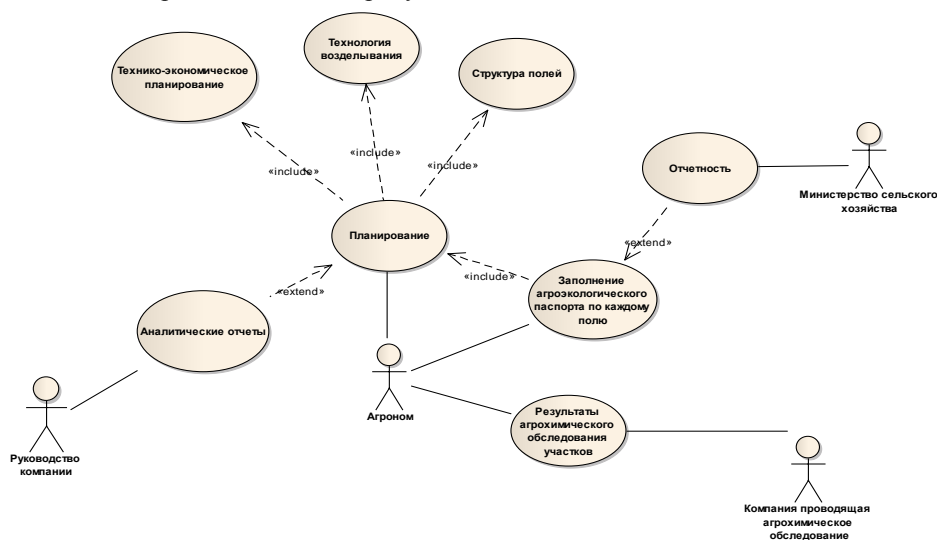 Технология
возделывания
Технико-экономическое
планирование
Структура полей
«include»
«include»
«include»
Отчетность
Министерство сельского
хозяйства
Планирование
«extend»
«include»
Заполнение
агроэкологического
паспорта по каждому
полю
«extend»
Аналитические отчеты
Агроном
Результаты
агрохимического
обследования
участков
Руководство
компании
Компания проводящая
агрохимическое
обследование